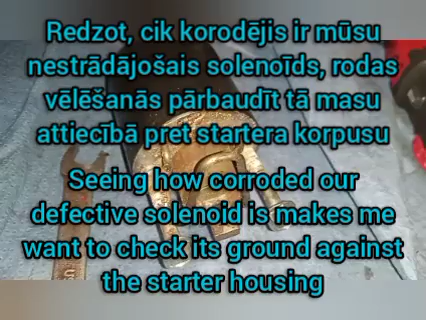 Redzot, cik korodējis ir mūsu
nestrādājošais solenoīds, rodas
vēlēšanās pārbaudīt tā masu
attiecībā pret startera korpusu
Seeing how corroded our
defective solenoid is makes me
want to check its ground against
the starter housing